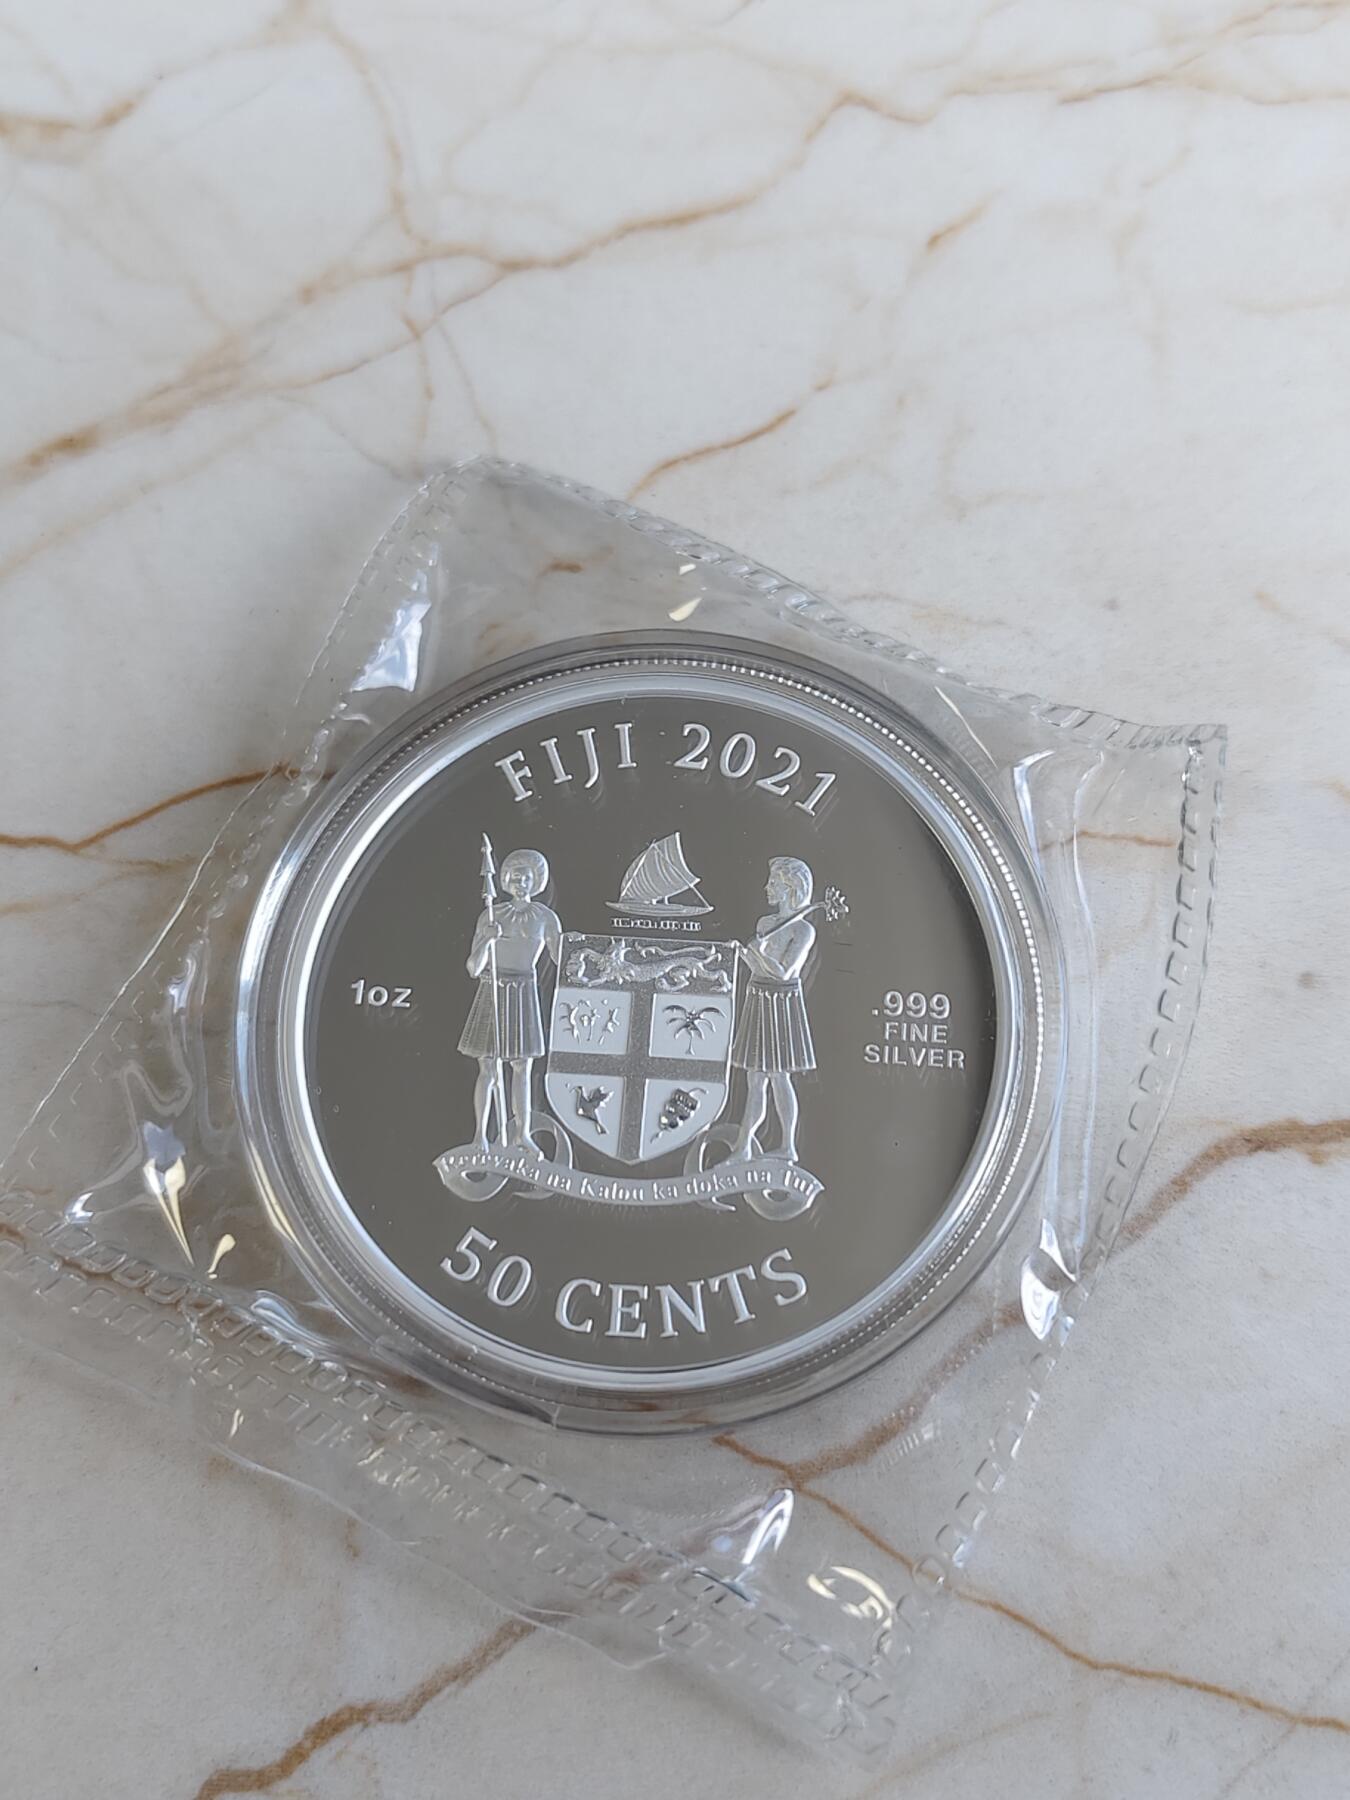 FIJI 2021
1oz
.999
FINE
SILVER
Rerevaka na Kalou ka doka na Tui
50 CENTS